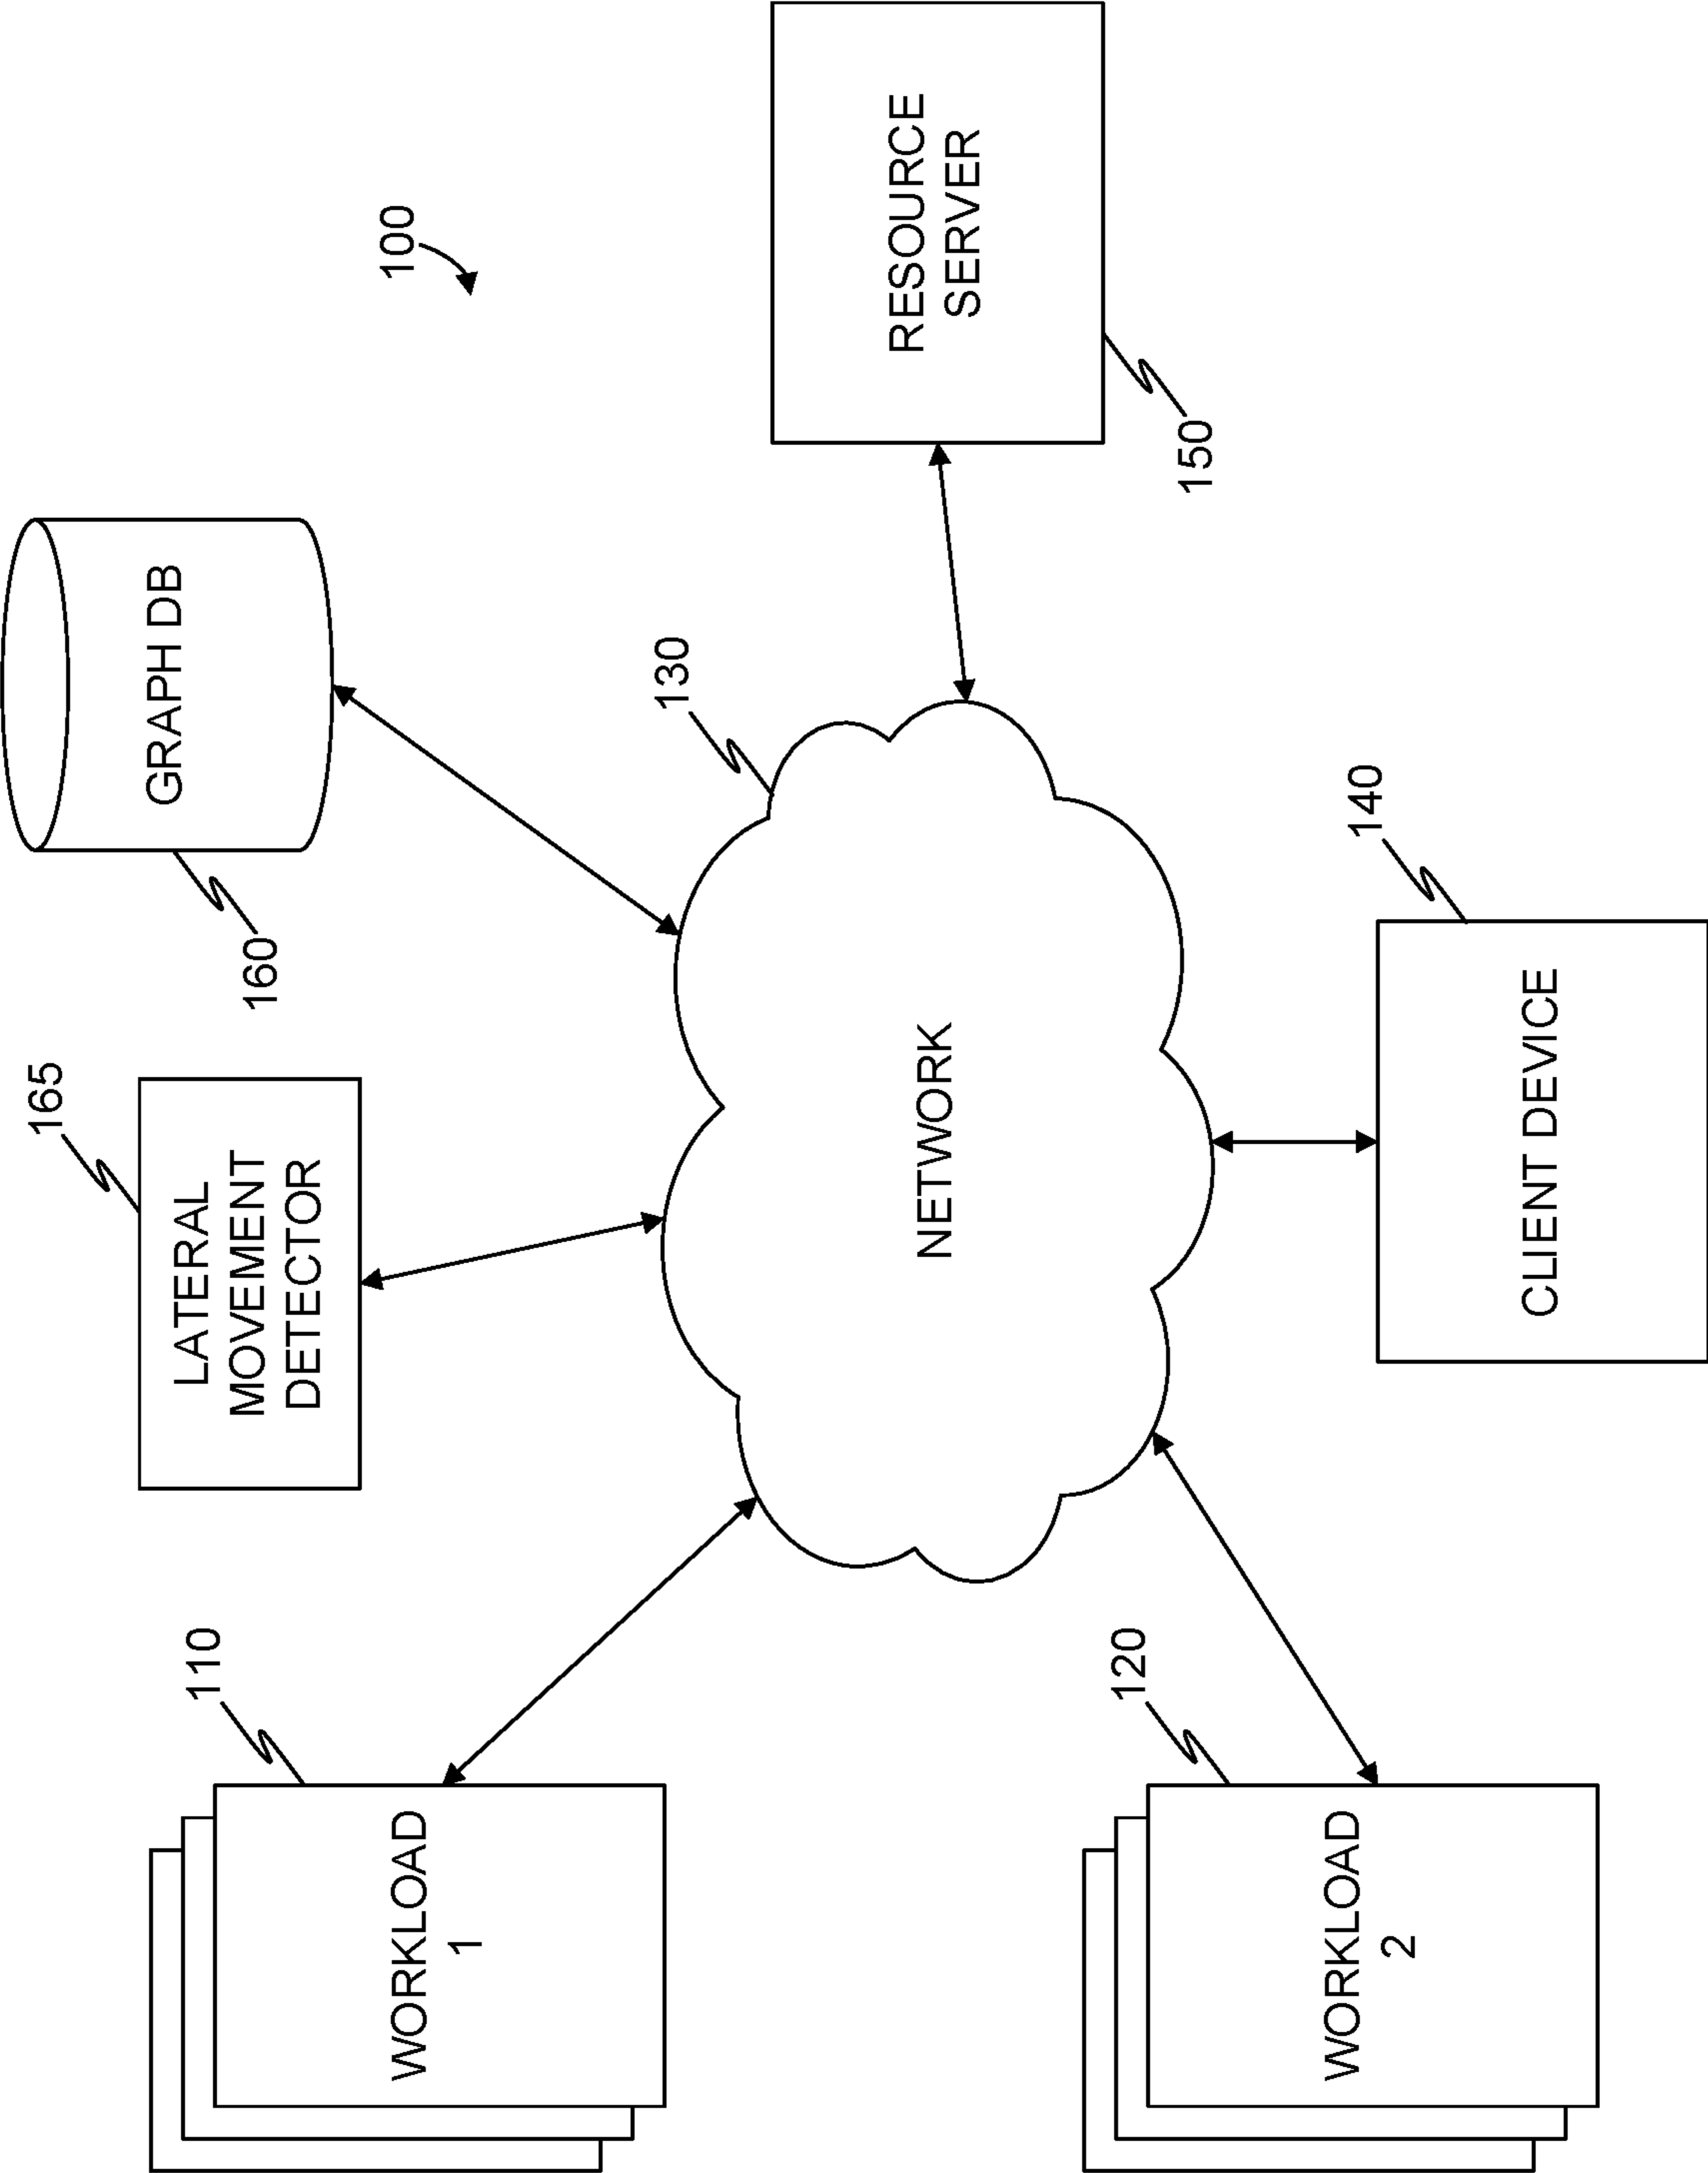 100
165
LATERAL
MOVEMENT
DETECTOR
GRAPH DB
160
110
WORKLOAD
1
130
NETWORK
RESOURCE
SERVER
150
120
WORKLOAD
2
140
CLIENT DEVICE